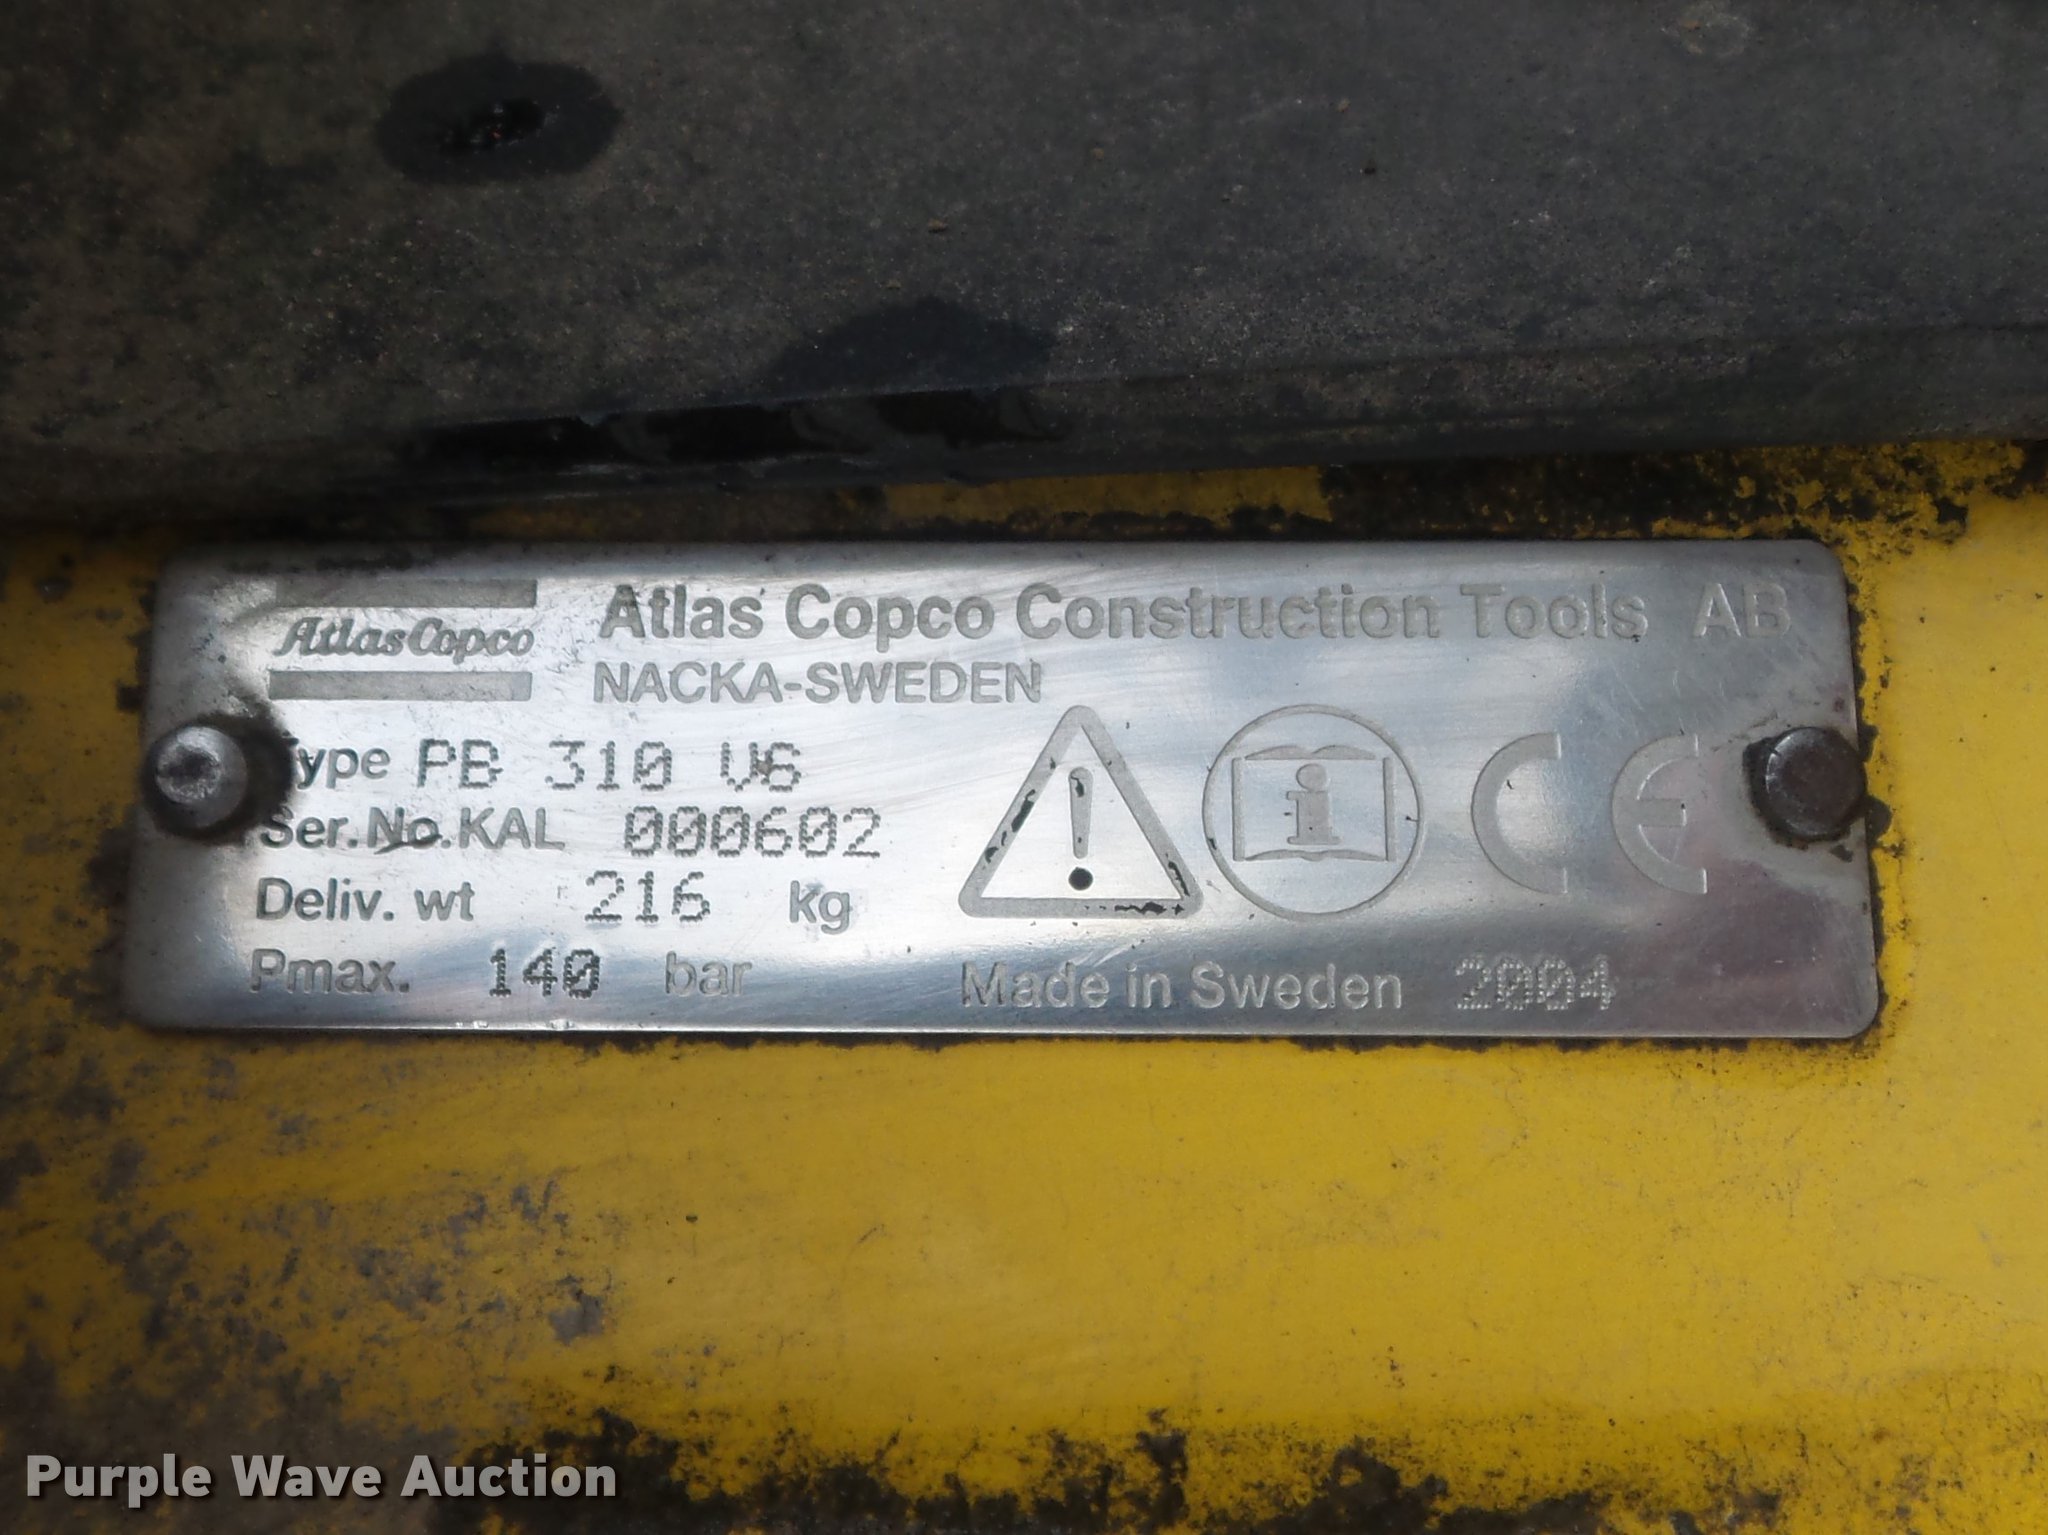 Atlas Copco
Atlas Copco Construction Tools AB
NACKA-SWEDEN
Type PB 310 V6
Ser.No.KAL 000602
Deliv. wt 216 kg
Pmax. 140 bar
i
CE
Made in Sweden 2004
Purple Wave Auction